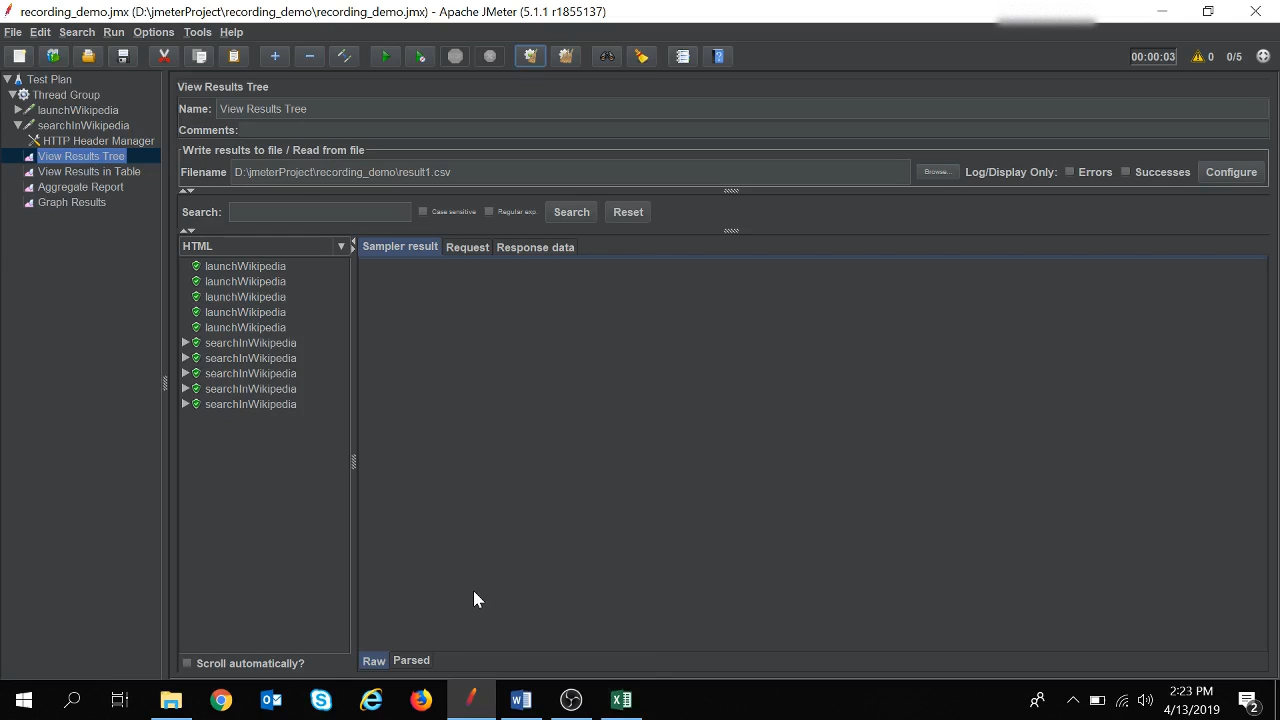 recording_demo.jmx (D:\jmeterProject\recording_demo\recording_demo.jmx) - Apache JMeter (5.1.1 r1855137)
File Edit Search Run Options Tools Help
00:00:03 0 0/5
Test Plan
Thread Group
launchWikipedia
searchInWikipedia
HTTP Header Manager
View Results Tree
View Results in Table
Aggregate Report
Graph Results
View Results Tree
Name: View Results Tree
Comments:
Write results to file / Read from file
Filename D:\jmeterProject\recording_demo\result1.csv Browse... Log/Display Only: Errors Successes Configure
Search: Case sensitive Regular exp. Search Reset
HTML
Sampler result Request Response data
launchWikipedia
launchWikipedia
launchWikipedia
launchWikipedia
launchWikipedia
searchInWikipedia
searchInWikipedia
searchInWikipedia
searchInWikipedia
searchInWikipedia
Scroll automatically?
Raw Parsed
2:23 PM
4/13/2019
2